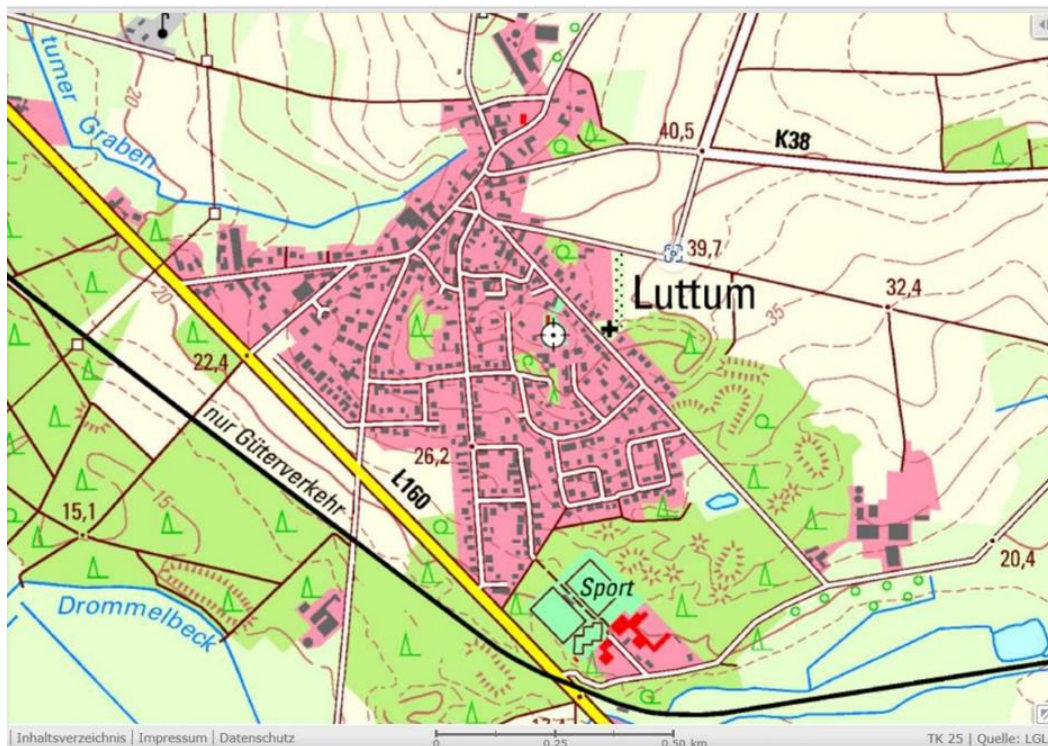 tumer
Graben
20
40,5
K38
39,7
Luttum
35
32,4
20
22,4
nur Güterverkehr
26,2
L160
15
15,1
Sport
20,4
Drommelbeck
| Inhaltsverzeichnis | Impressum | Datenschutz
0 0.25 0.50 km
TK 25 | Quelle: LGL